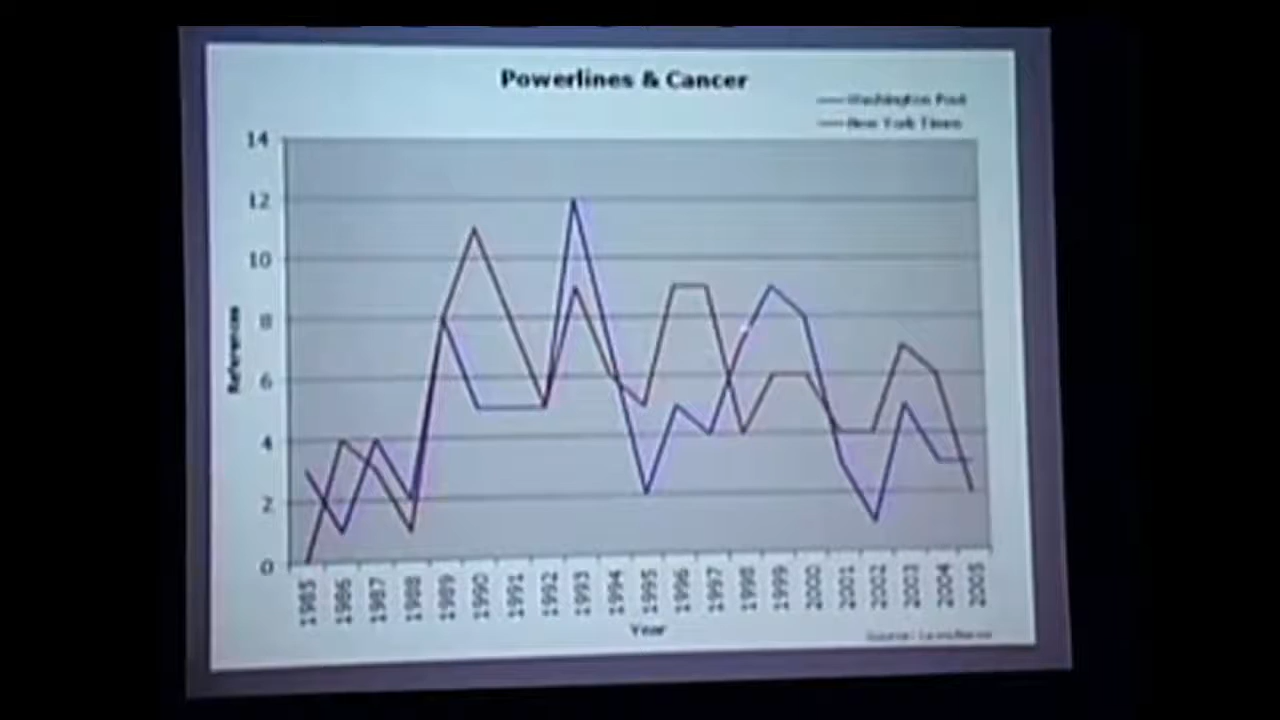 Powerlines & Cancer
Washington Post
New York Times
14
12
10
8
6
4
2
0
References
1985 1986 1987 1988 1989 1990 1991 1992 1993 1994 1995 1996 1997 1998 1999 2000 2001 2002 2003 2004 2005
Year